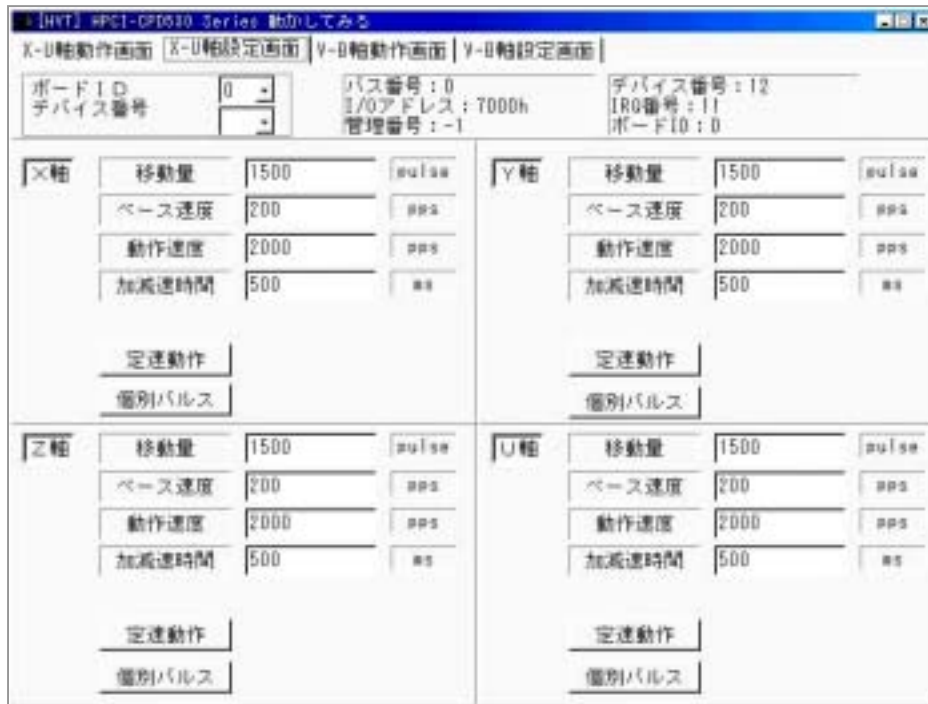 [HVT] HPCI-CPD530 Series 動かしてみる
X-U軸動作画面 X-U軸設定画面 V-B軸動作画面 V-B軸設定画面
ボードID 0
デバイス番号
バス番号:0
I/Oアドレス:7000h
管理番号:-1
デバイス番号:12
IRQ番号:11
ボードID:0
X軸 移動量 1500 pulse
ベース速度 200 pps
動作速度 2000 pps
加減速時間 500 ms
定速動作
個別パルス
Y軸 移動量 1500 pulse
ベース速度 200 pps
動作速度 2000 pps
加減速時間 500 ms
定速動作
個別パルス
Z軸 移動量 1500 pulse
ベース速度 200 pps
動作速度 2000 pps
加減速時間 500 ms
定速動作
個別パルス
U軸 移動量 1500 pulse
ベース速度 200 pps
動作速度 2000 pps
加減速時間 500 ms
定速動作
個別パルス